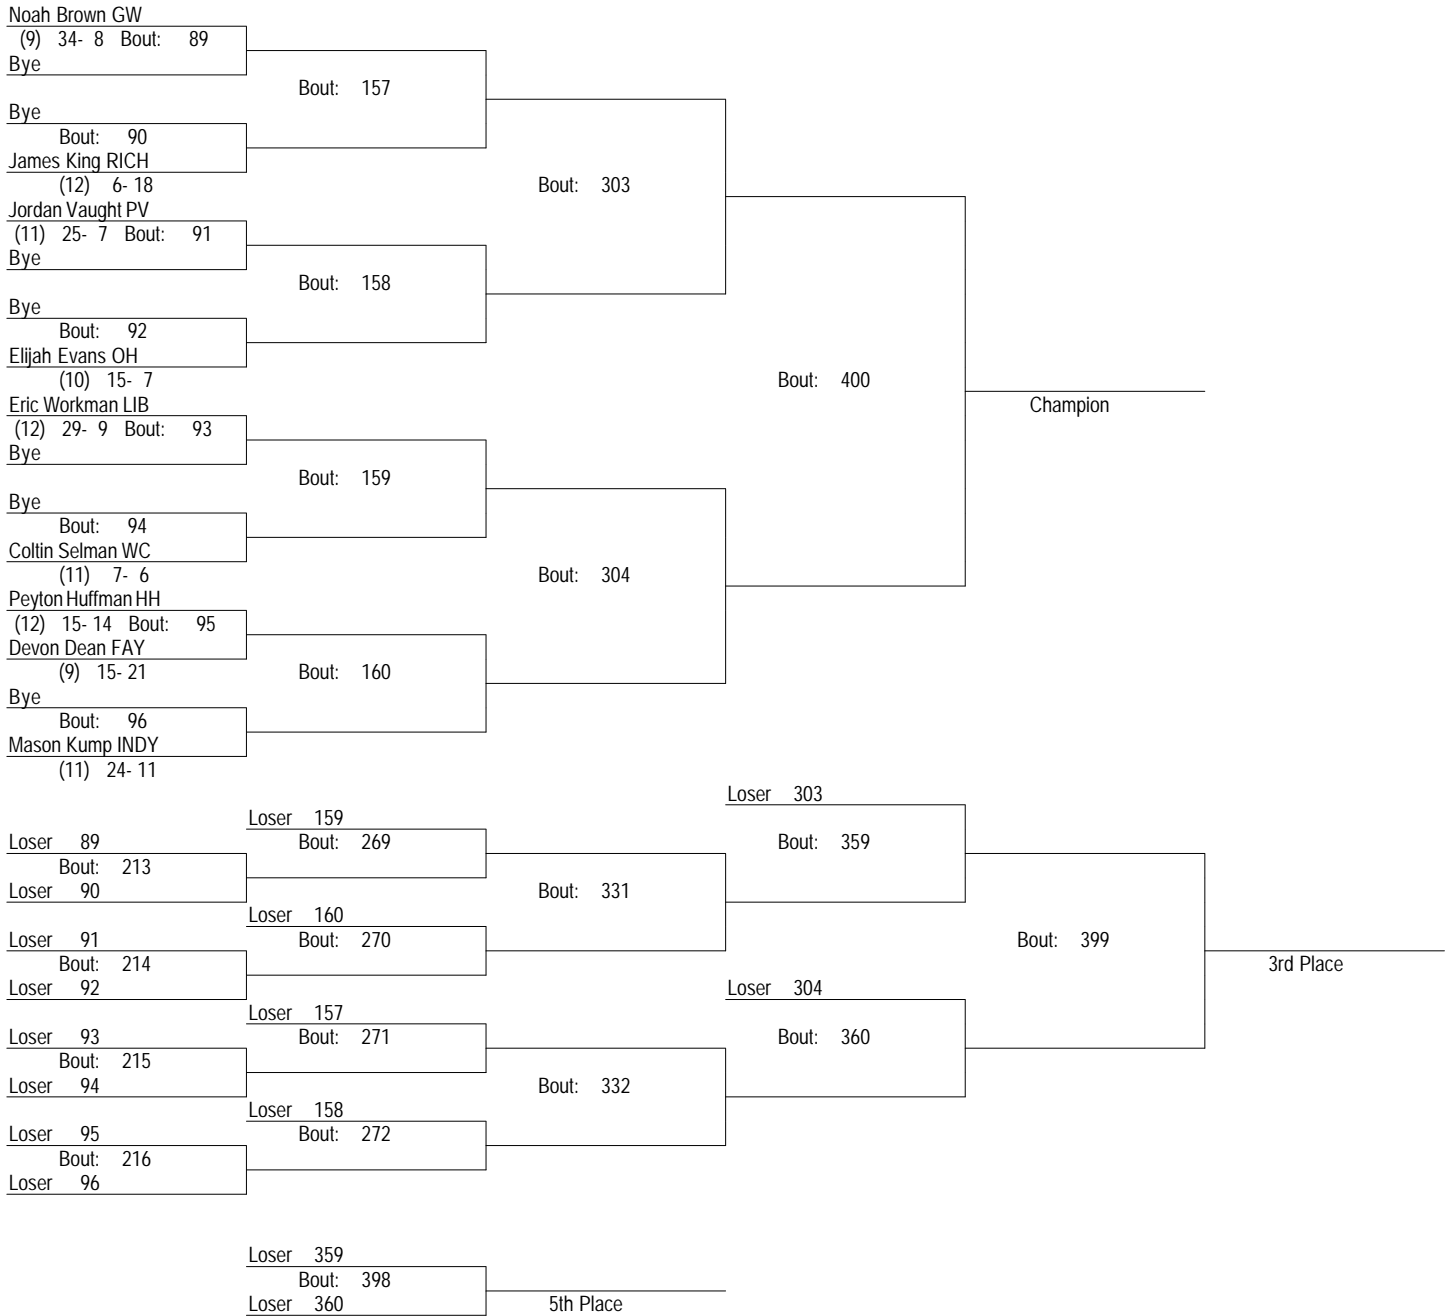 Noah Brown GW
(9) 34- 8 Bout: 89
Bye
Bout: 157
Bye
Bout: 90
James King RICH
(12) 6- 18
Bout: 303
Jordan Vaught PV
(11) 25- 7 Bout: 91
Bye
Bout: 158
Bye
Bout: 92
Elijah Evans OH
(10) 15- 7
Bout: 400
Champion
Eric Workman LIB
(12) 29- 9 Bout: 93
Bye
Bout: 159
Bye
Bout: 94
Coltin Selman WC
(11) 7- 6
Bout: 304
Peyton Huffman HH
(12) 15- 14 Bout: 95
Devon Dean FAY
(9) 15- 21
Bout: 160
Bye
Bout: 96
Mason Kump INDY
(11) 24- 11
Loser 303
Loser 159
Loser 89
Bout: 269
Bout: 359
Bout: 213
Loser 90
Bout: 331
Loser 160
Loser 91
Bout: 270
Bout: 399
Bout: 214
3rd Place
Loser 92
Loser 304
Loser 157
Loser 93
Bout: 271
Bout: 360
Bout: 215
Loser 94
Bout: 332
Loser 158
Loser 95
Bout: 272
Bout: 216
Loser 96
Loser 359
Bout: 398
Loser 360
5th Place